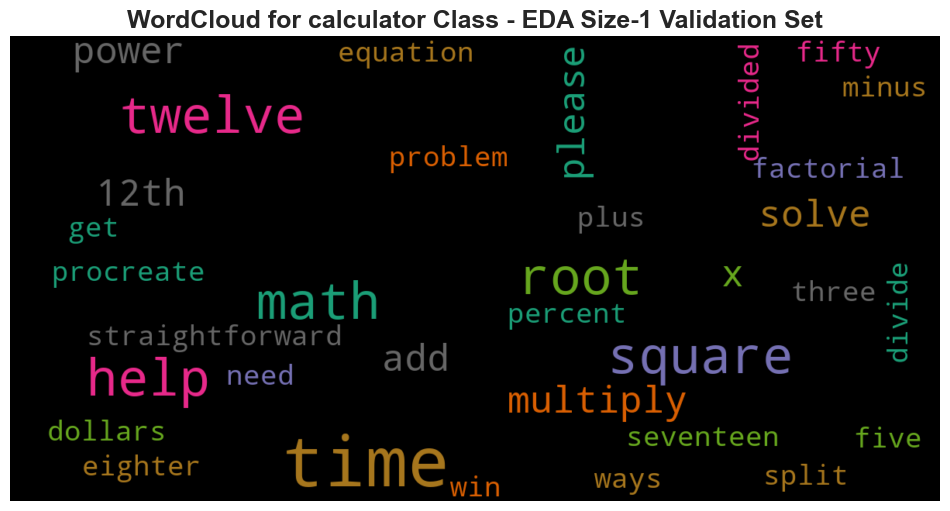 WordCloud for calculator Class - EDA Size-1 Validation Set
power
equation
please
divided
fifty
minus
twelve
problem
factorial
12th
plus
solve
get
procreate
math
root
x
three
divide
percent
straightforward
add
square
help
need
multiply
dollars
seventeen
five
eighter
time
win
ways
split